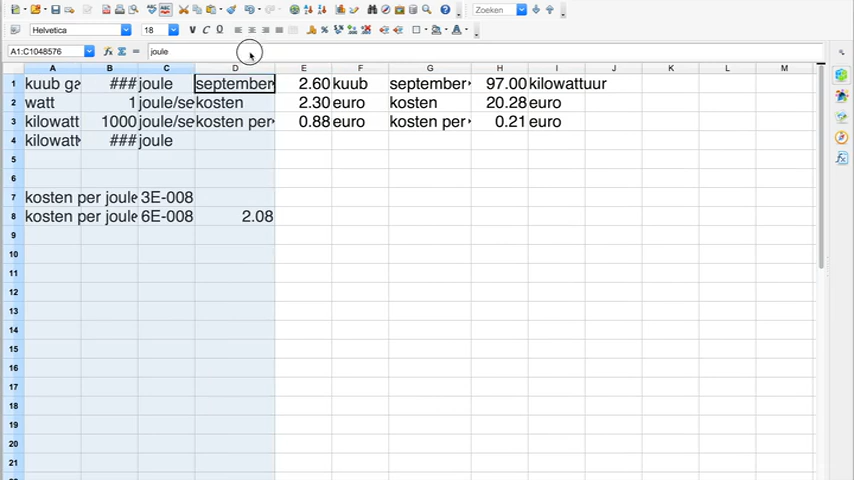 Zoeken
Helvetica 18
A1:C1048576 joule
A B C D E F G H I J K L M
1 kuub ga ### joule september 2.60 kuub september 97.00 kilowattuur
2 watt 1 joule/se kosten 2.30 euro kosten 20.28 euro
3 kilowatt 1000 joule/se kosten per 0.88 euro kosten per 0.21 euro
4 kilowatt ### joule
5
6
7 kosten per joule 3E-008
8 kosten per joule 6E-008 2.08
9
10
11
12
13
14
15
16
17
18
19
20
21